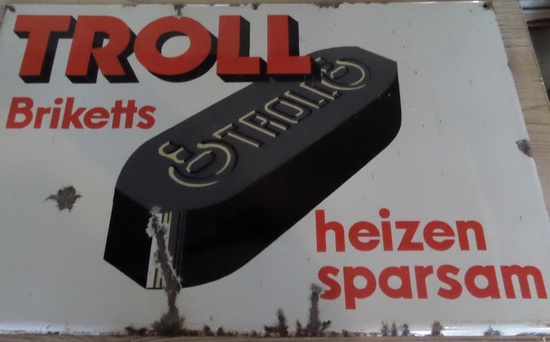 TROLL
Briketts
TROLL
heizen
sparsam